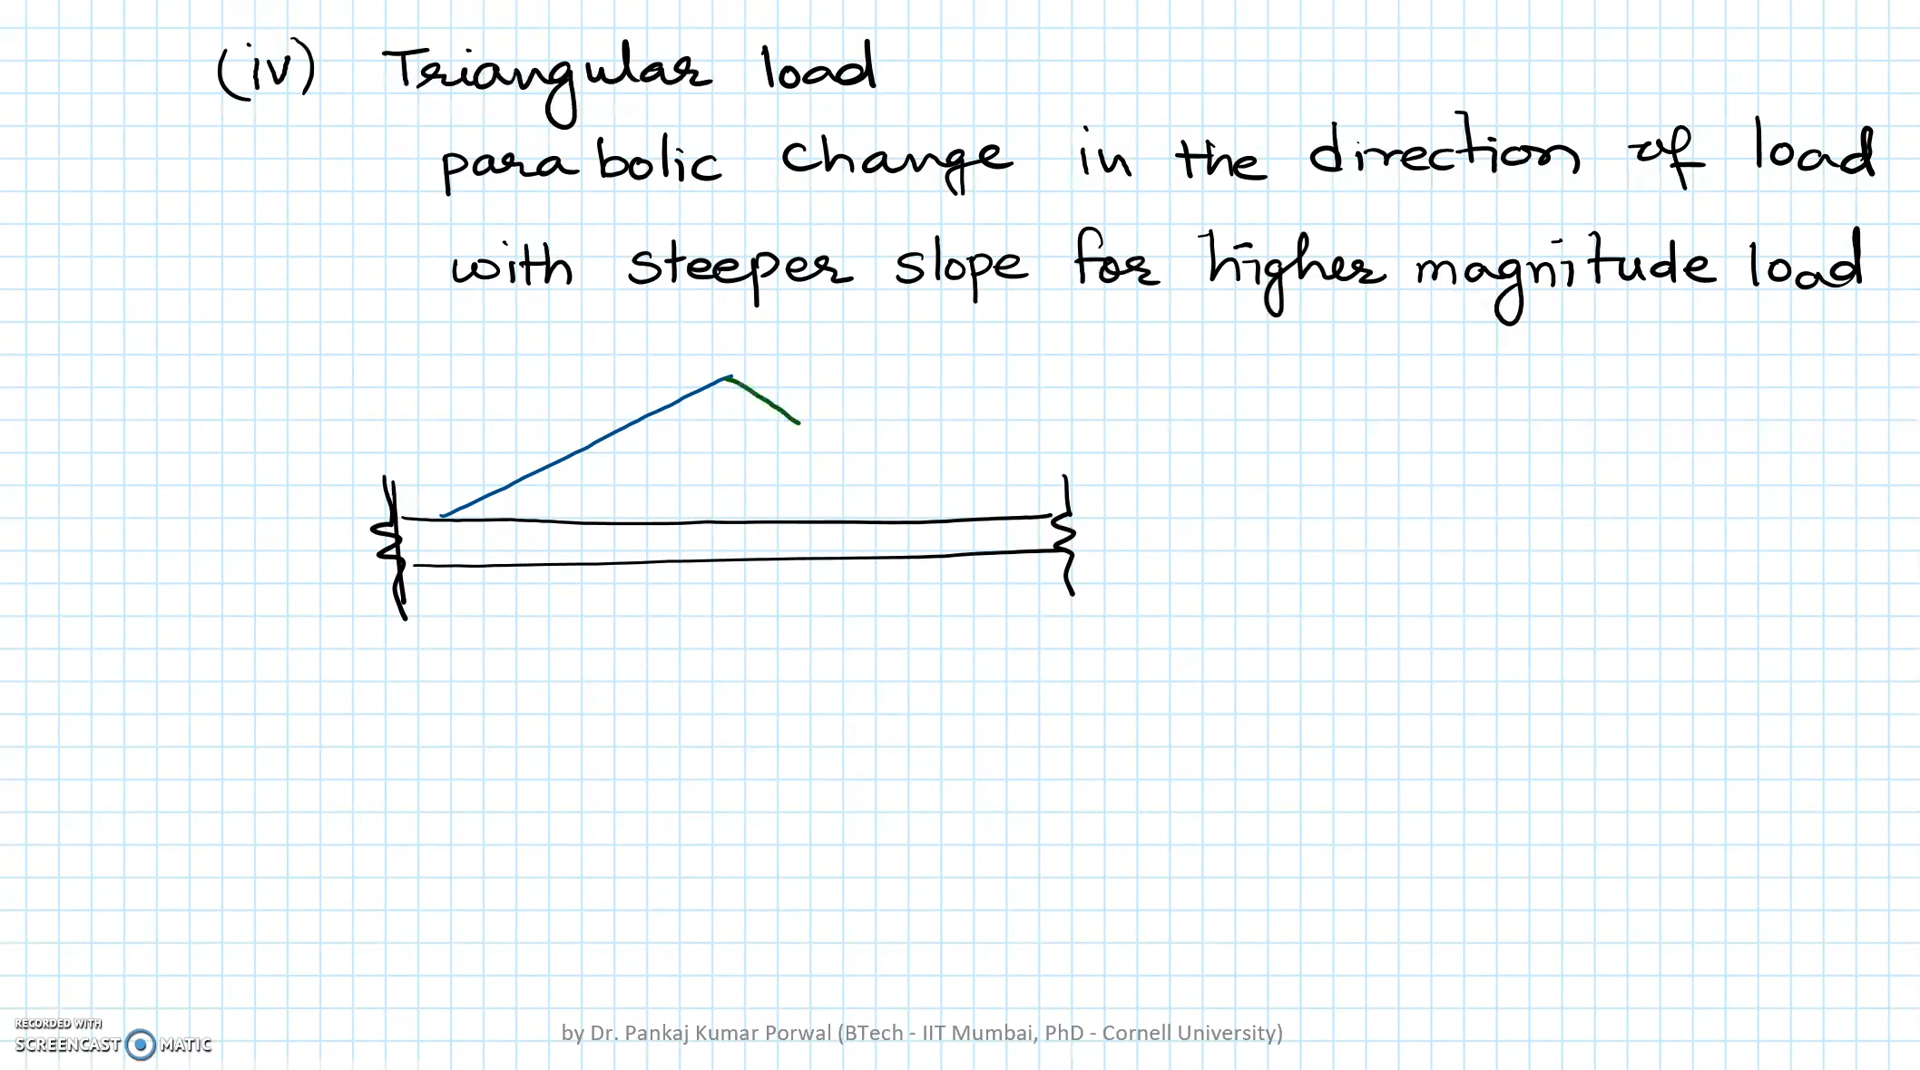 (iv) Triangular load
parabolic change in the direction of load
with steeper slope for higher magnitude load
RECORDED WITH
SCREENCAST MATIC
by Dr. Pankaj Kumar Porwal (BTech - IIT Mumbai, PhD - Cornell University)